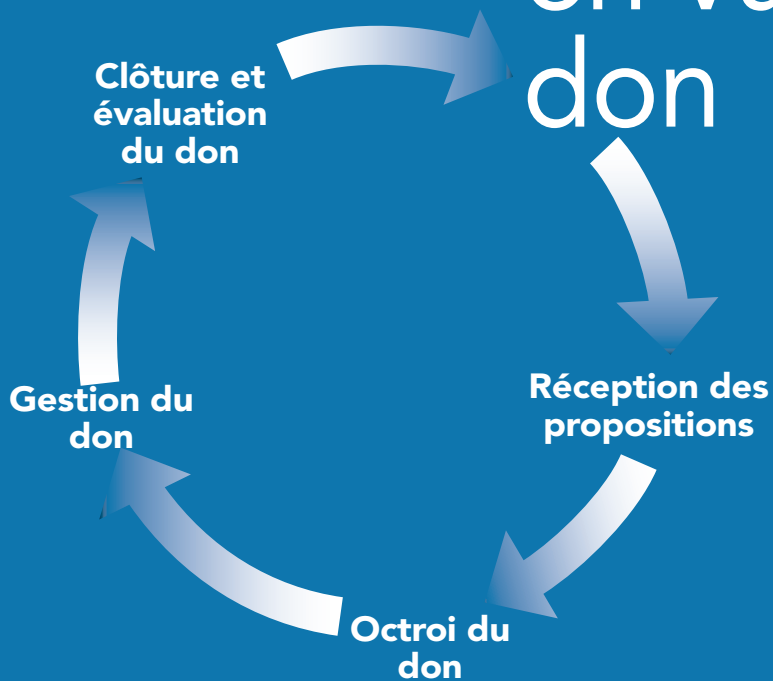 don
Clôture et
évaluation
du don
Réception des
propositions
Octroi du
don
Gestion du
don